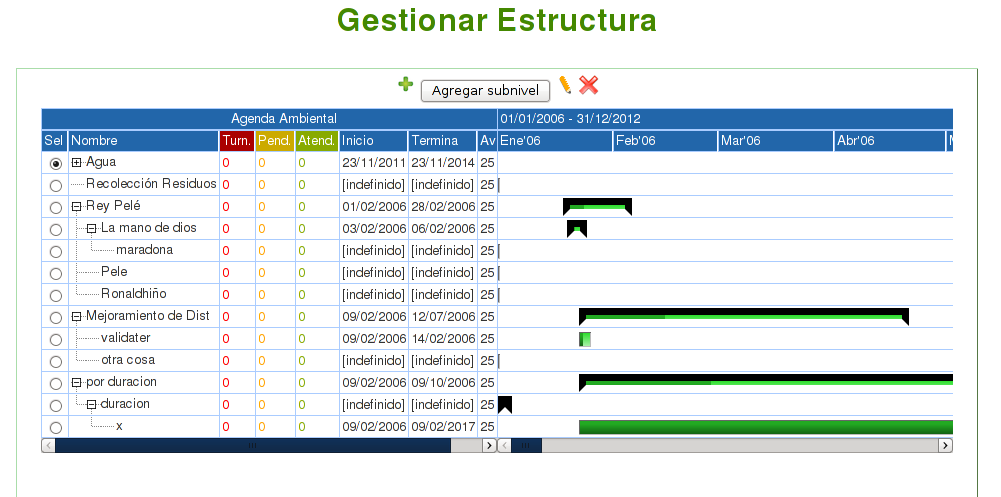 Gestionar Estructura
Agregar subnivel
Agenda Ambiental 01/01/2006 - 31/12/2012
Sel Nombre Turn. Pend. Atend. Inicio Termina Av Ene'06 Feb'06 Mar'06 Abr'06
Agua 0 0 0 23/11/2011 23/11/2014 25
Recolección Residuos 0 0 0 [indefinido] [indefinido] 25
Rey Pelé 0 0 0 01/02/2006 28/02/2006 25
La mano de dios 0 0 0 03/02/2006 06/02/2006 25
maradona 0 0 0 [indefinido] [indefinido] 25
Pele 0 0 0 [indefinido] [indefinido] 25
Ronaldhiño 0 0 0 [indefinido] [indefinido] 25
Mejoramiento de Dist 0 0 0 09/02/2006 12/07/2006 25
validater 0 0 0 09/02/2006 14/02/2006 25
otra cosa 0 0 0 [indefinido] [indefinido] 25
por duracion 0 0 0 09/02/2006 09/10/2006 25
duracion 0 0 0 [indefinido] [indefinido] 25
x 0 0 0 09/02/2006 09/02/2017 25